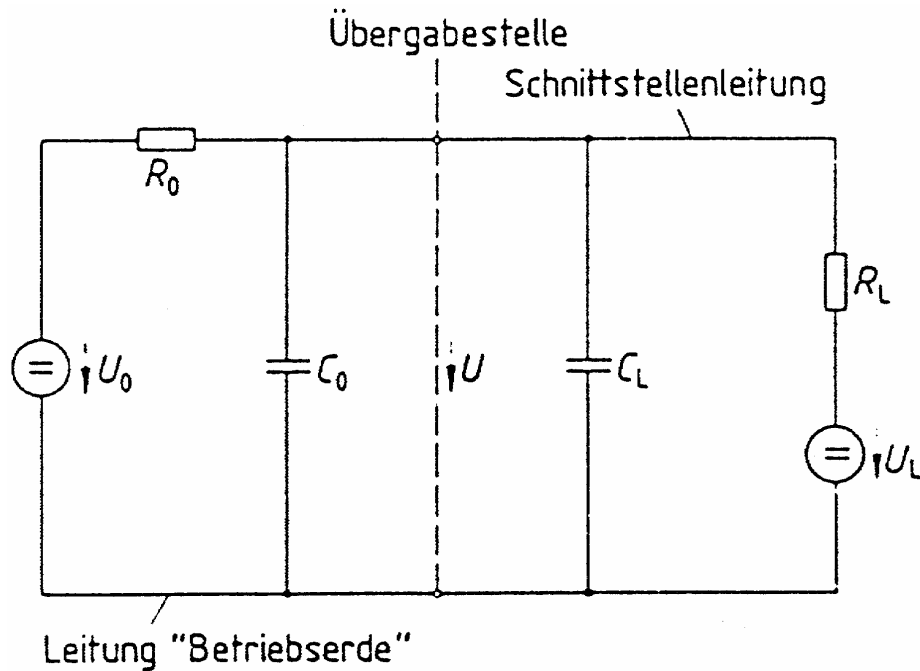 Übergabestelle
Schnittstellenleitung
R0
RL
U0
C0
U
CL
UL
Leitung "Betriebserde"